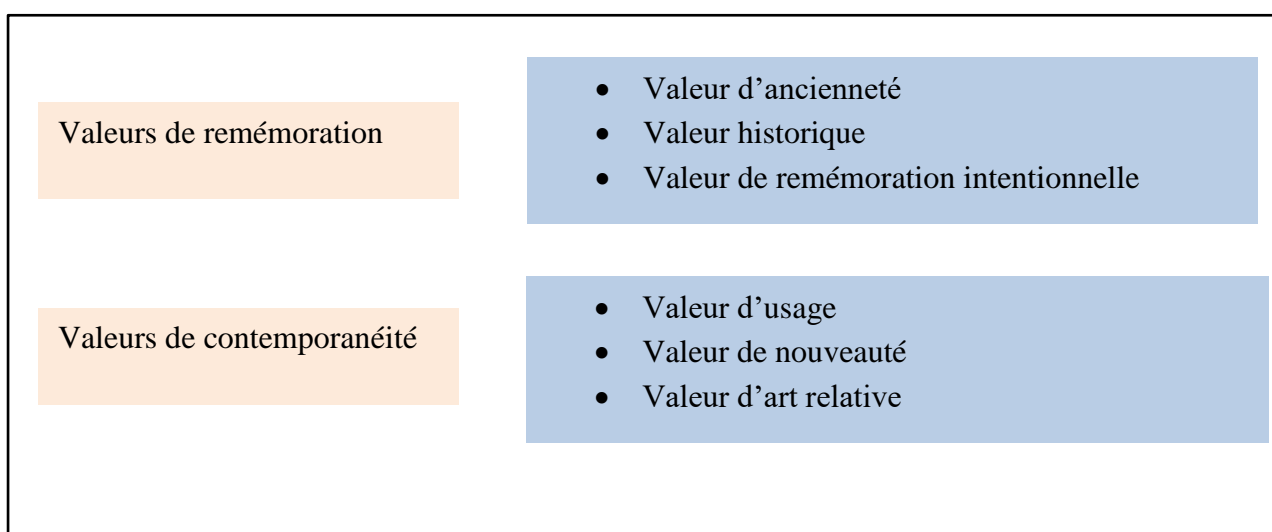 Valeurs de remémoration
• Valeur d’ancienneté
• Valeur historique
• Valeur de remémoration intentionnelle
Valeurs de contemporanéité
• Valeur d’usage
• Valeur de nouveauté
• Valeur d’art relative